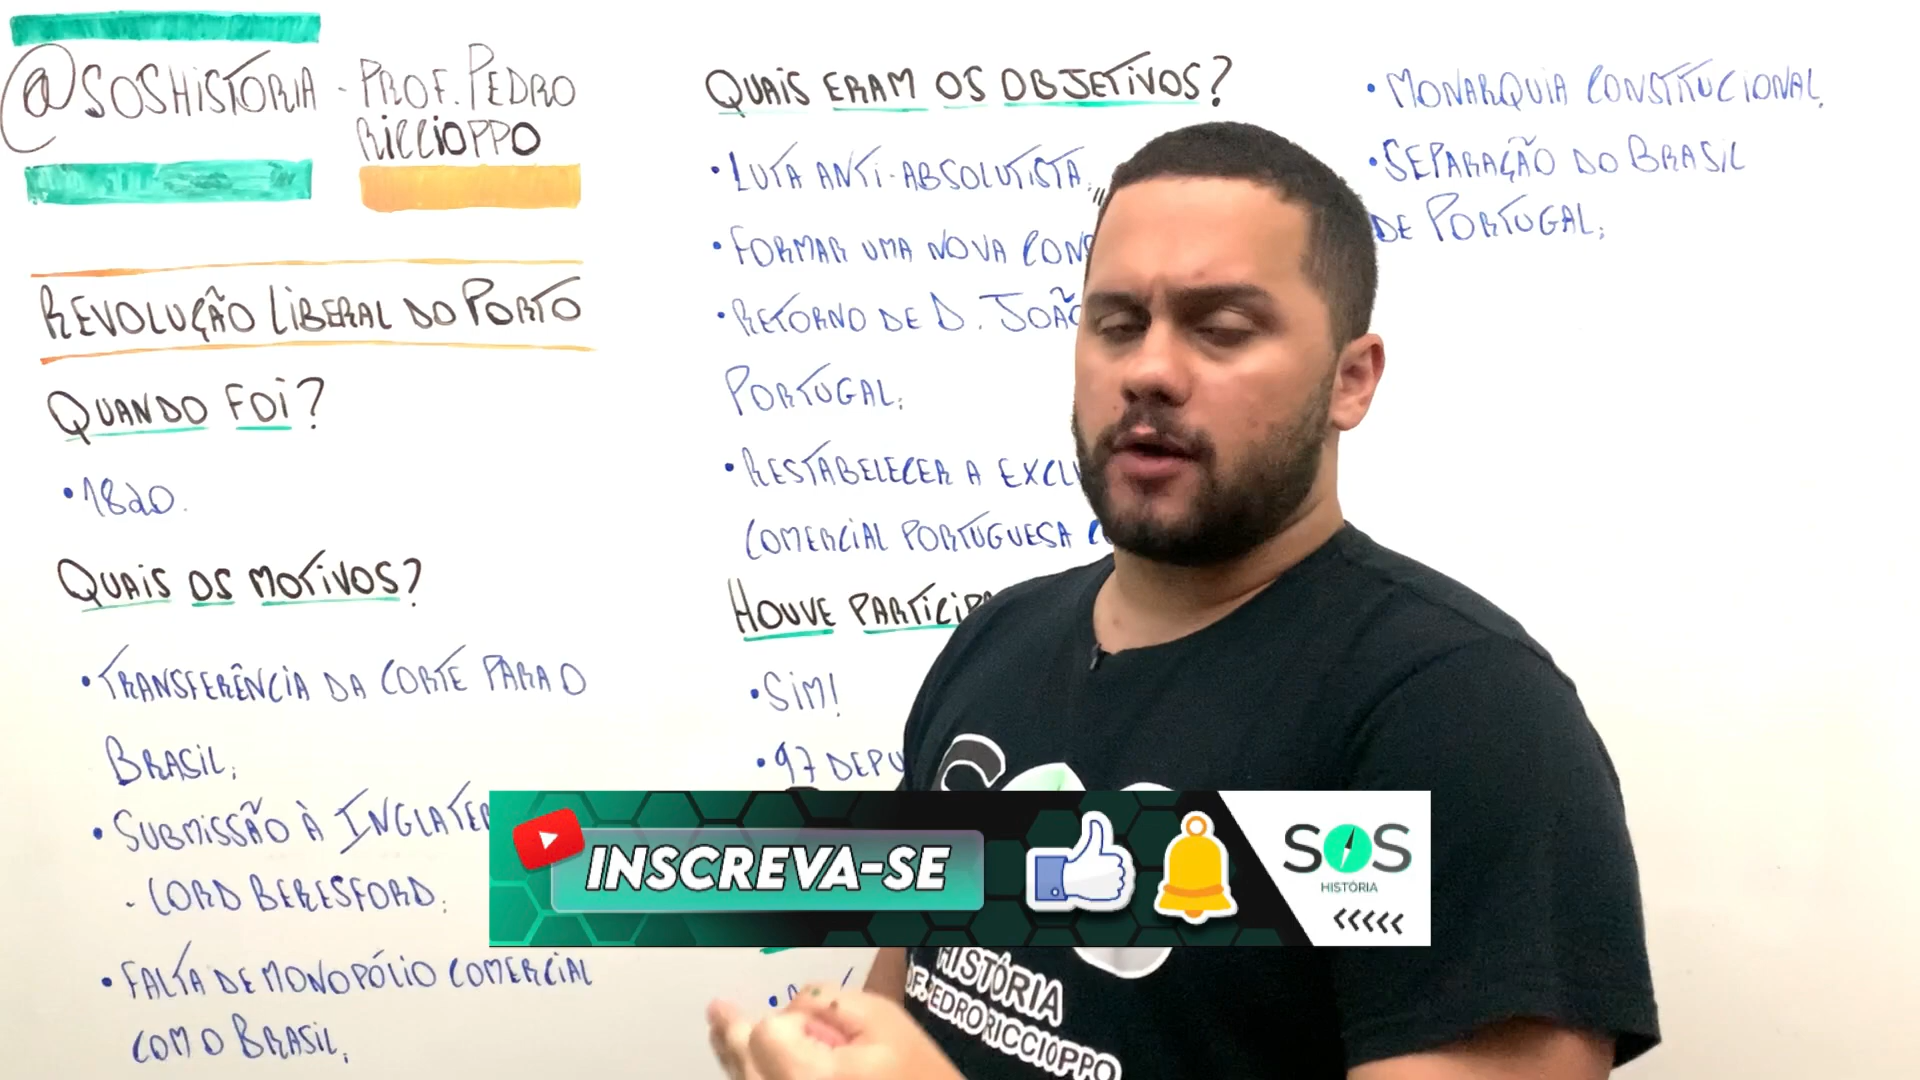 @SOSHISTORIA - PROF. PEDRO
RICCIOPPO
REVOLUÇÃO LIBERAL DO PORTO
QUANDO FOI?
• 1820.
QUAIS OS MOTIVOS?
• TRANSFERÊNCIA DA CORTE PARA O
BRASIL;
• SUBMISSÃO À
- LORD BERESFORD;
• FALTA DE MONOPÓLIO COMERCIAL
COM O BRASIL;
QUAIS ERAM OS OBJETIVOS?
• LUTA ANTI-ABSOLUTISTA
• FORMAR UMA NOVA
• RETORNO DE D. JOÃO
PORTUGAL;
• RESTABELECER A
COMERCIAL PORTUGUESA
HOUVE
• SIM!
• 97
• MONARQUIA CONSTITUCIONAL,
• SEPARAÇÃO DO BRASIL
DE PORTUGAL;
INSCREVA-SE
SOS
HISTÓRIA
<<<<<
HISTÓRIA
PEDRO RICCIOPPO